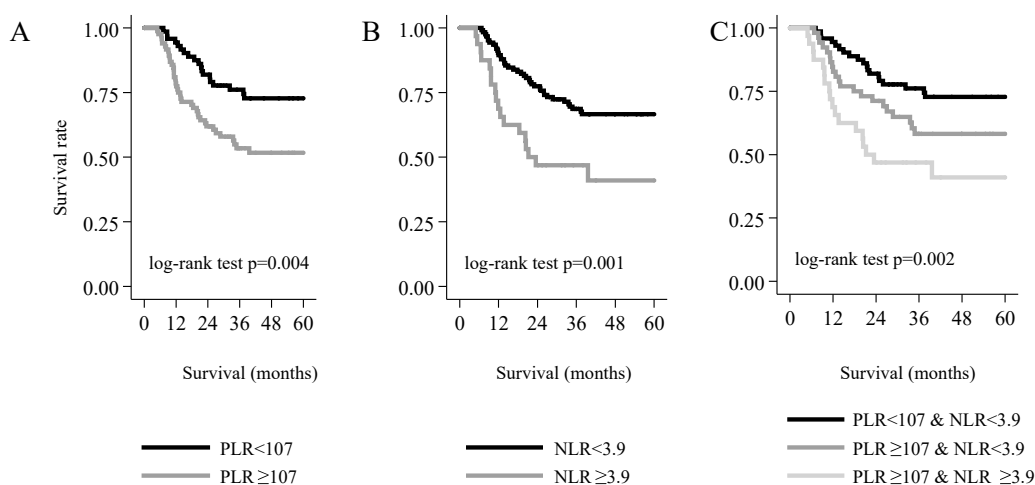 A
1.00
0.75
0.50
0.25
0.00
Survival rate
log-rank test p=0.004
0 12 24 36 48 60
Survival (months)
PLR<107
PLR ≥107
B
1.00
0.75
0.50
0.25
0.00
log-rank test p=0.001
0 12 24 36 48 60
Survival (months)
NLR<3.9
NLR ≥3.9
C
1.00
0.75
0.50
0.25
0.00
log-rank test p=0.002
0 12 24 36 48 60
Survival (months)
PLR<107 & NLR<3.9
PLR ≥107 & NLR<3.9
PLR ≥107 & NLR ≥3.9